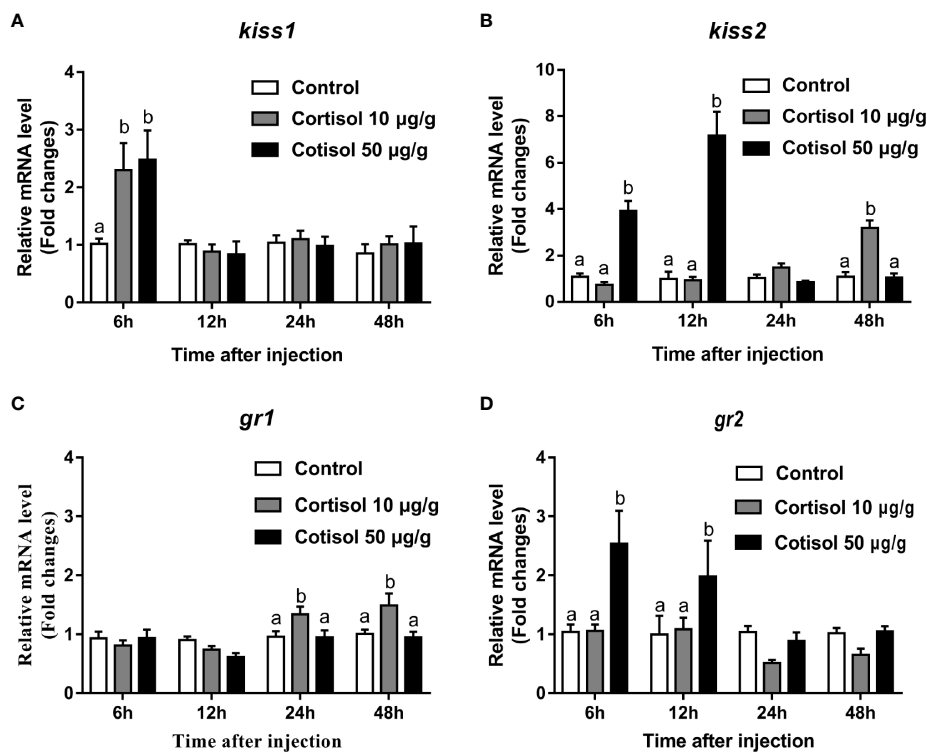 A
kiss1
Relative mRNA level
(Fold changes)
4
3
2
1
0
Control
Cortisol 10 μg/g
Cotisol 50 μg/g
a b b
6h 12h 24h 48h
Time after injection
B
kiss2
Relative mRNA level
(Fold changes)
10
8
6
4
2
0
Control
Cortisol 10 μg/g
Cotisol 50 μg/g
a a b a a b a b a
6h 12h 24h 48h
Time after injection
C
gr1
Relative mRNA level
(Fold changes)
4
3
2
1
0
Control
Cortisol 10 μg/g
Cotisol 50 μg/g
a b a a b a
6h 12h 24h 48h
Time after injection
D
gr2
Relative mRNA level
(Fold changes)
4
3
2
1
0
Control
Cortisol 10 μg/g
Cotisol 50 μg/g
a a b a a b
6h 12h 24h 48h
Time after injection